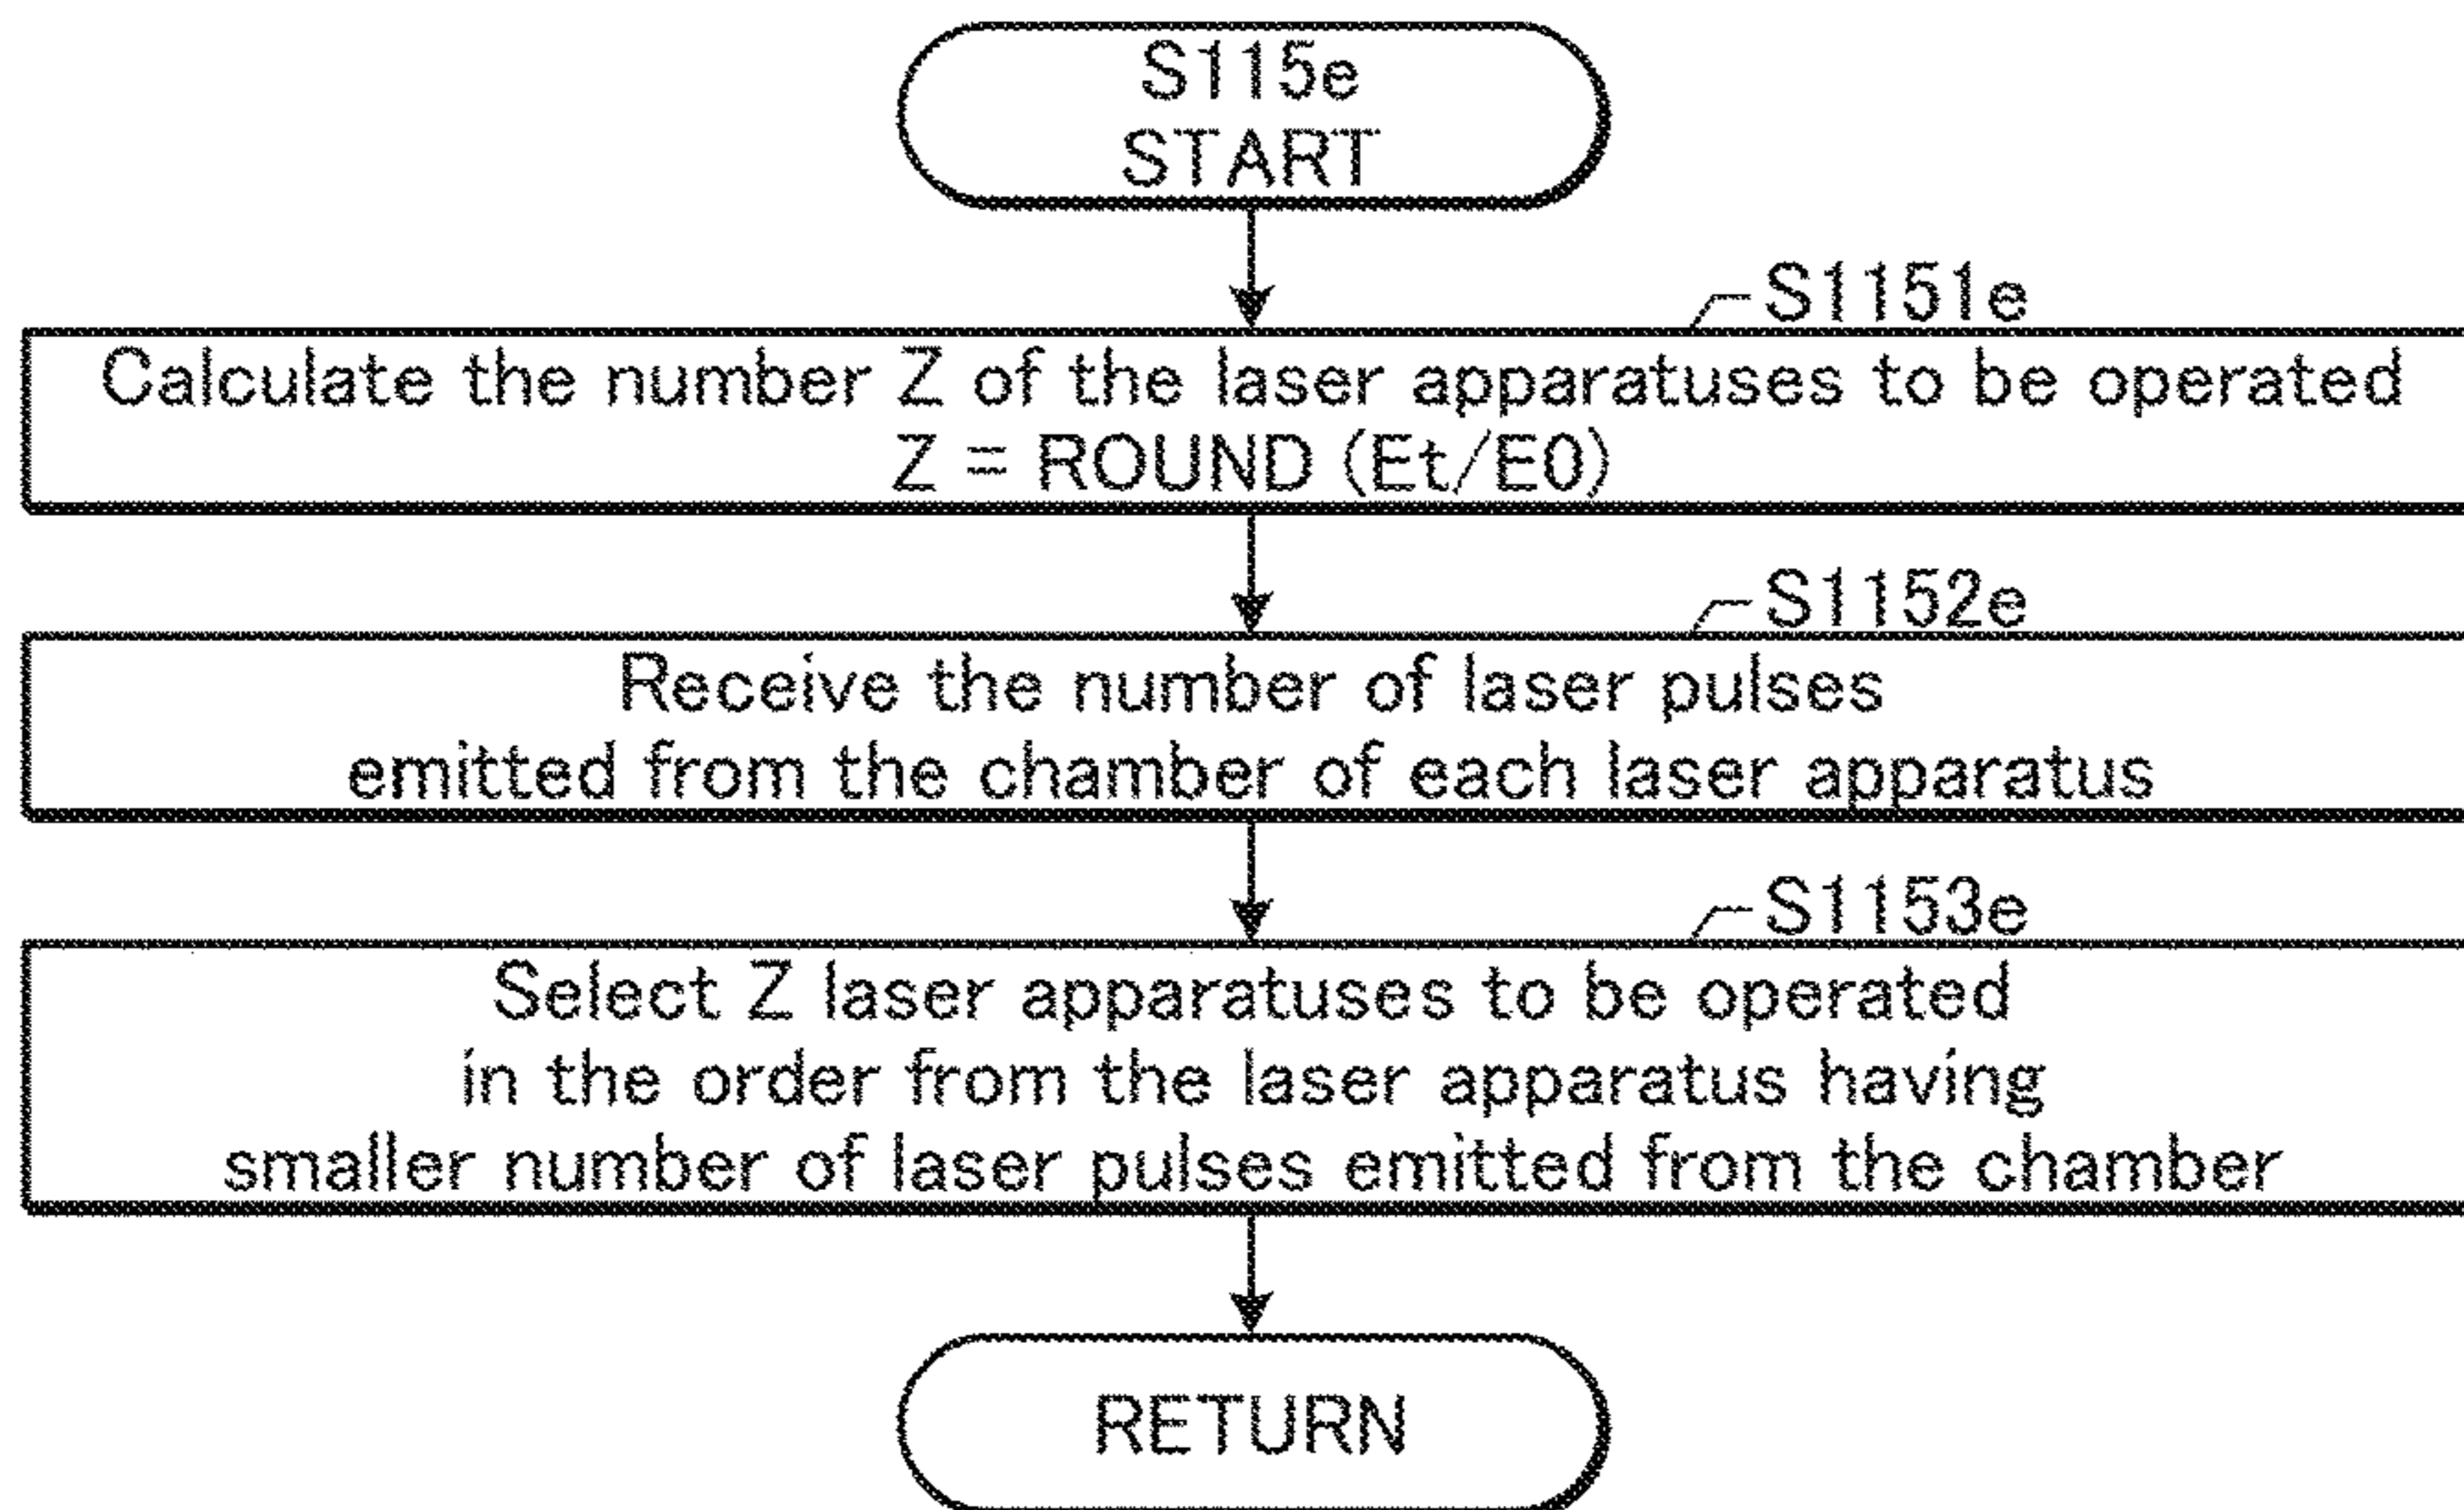 S115e
START
S1151e
Calculate the number Z of the laser apparatuses to be operated
Z = ROUND (Et/E0)
S1152e
Receive the number of laser pulses
emitted from the chamber of each laser apparatus
S1153e
Select Z laser apparatuses to be operated
in the order from the laser apparatus having
smaller number of laser pulses emitted from the chamber
RETURN